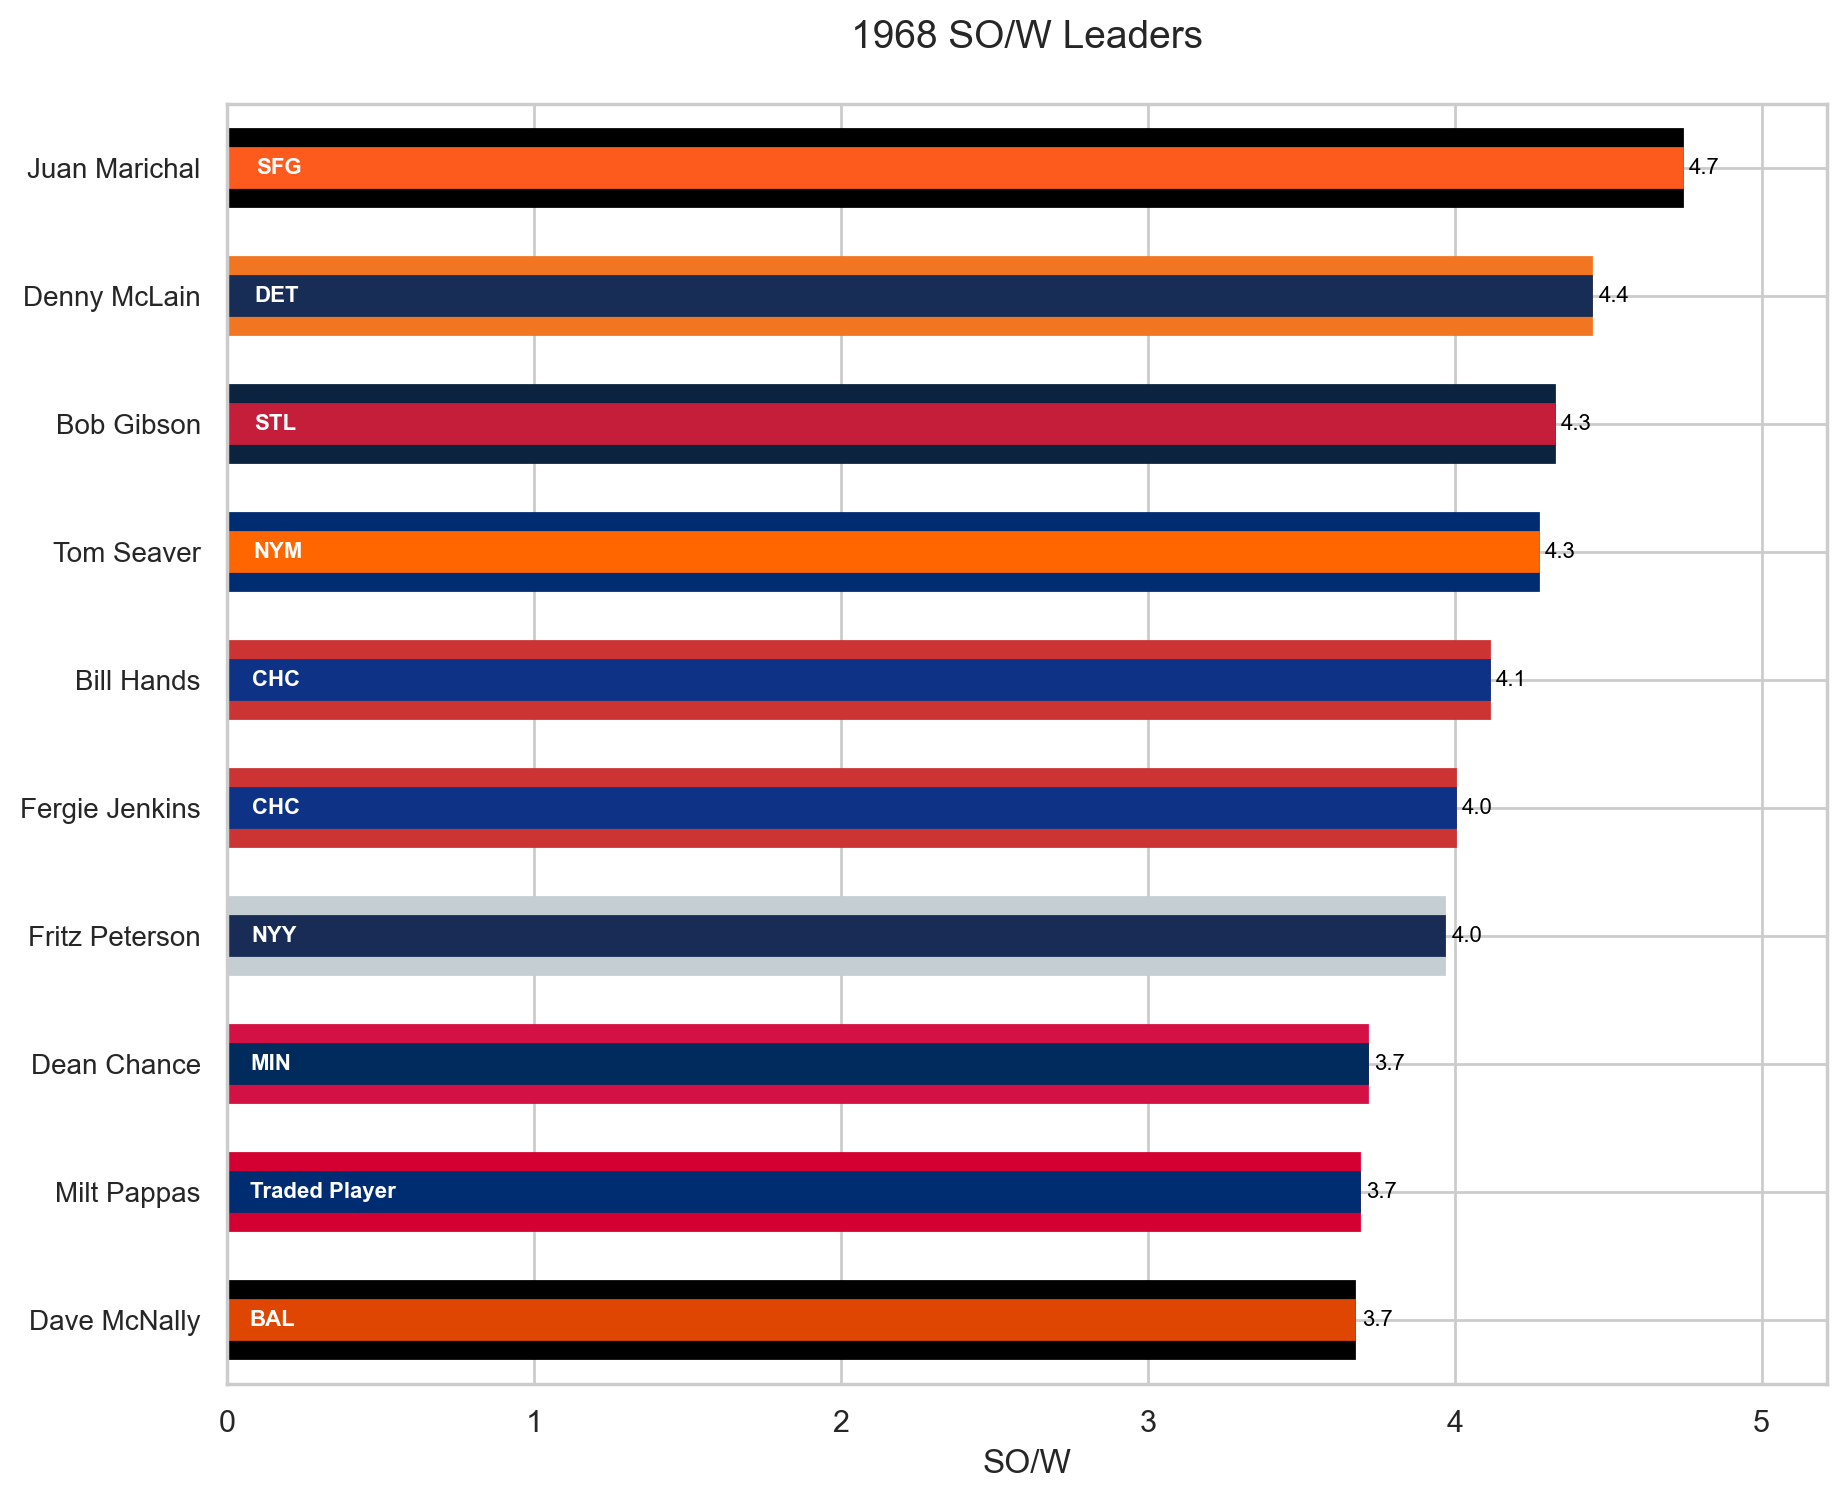 1968 SO/W Leaders
Juan Marichal SFG 4.7
Denny McLain DET 4.4
Bob Gibson STL 4.3
Tom Seaver NYM 4.3
Bill Hands CHC 4.1
Fergie Jenkins CHC 4.0
Fritz Peterson NYY 4.0
Dean Chance MIN 3.7
Milt Pappas Traded Player 3.7
Dave McNally BAL 3.7
0 1 2 3 4 5
SO/W